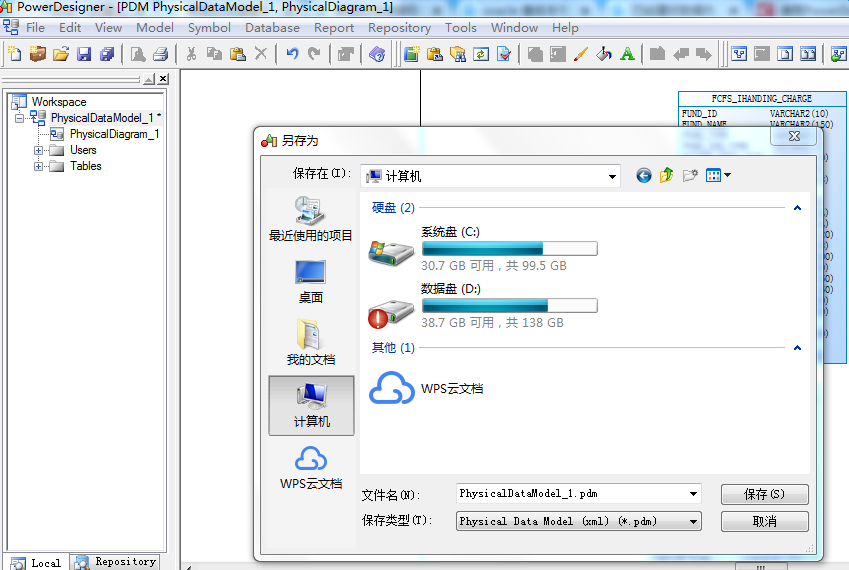 PowerDesigner - [PDM PhysicalDataModel_1, PhysicalDiagram_1]
File Edit View Model Symbol Database Report Repository Tools Window Help
Workspace
PhysicalDataModel_1 *
PhysicalDiagram_1
Users
Tables
Local Repository
FCFS_IHANDING_CHARGE
FUND_ID VARCHAR2(10)
FUND_NAME VARCHAR2(150)
另存为
保存在(I): 计算机
最近使用的项目
桌面
我的文档
计算机
WPS云文档
硬盘 (2)
系统盘 (C:)
30.7 GB 可用，共 99.5 GB
数据盘 (D:)
38.7 GB 可用，共 138 GB
其他 (1)
WPS云文档
文件名(N): PhysicalDataModel_1.pdm 保存(S)
保存类型(T): Physical Data Model (xml) (*.pdm) 取消